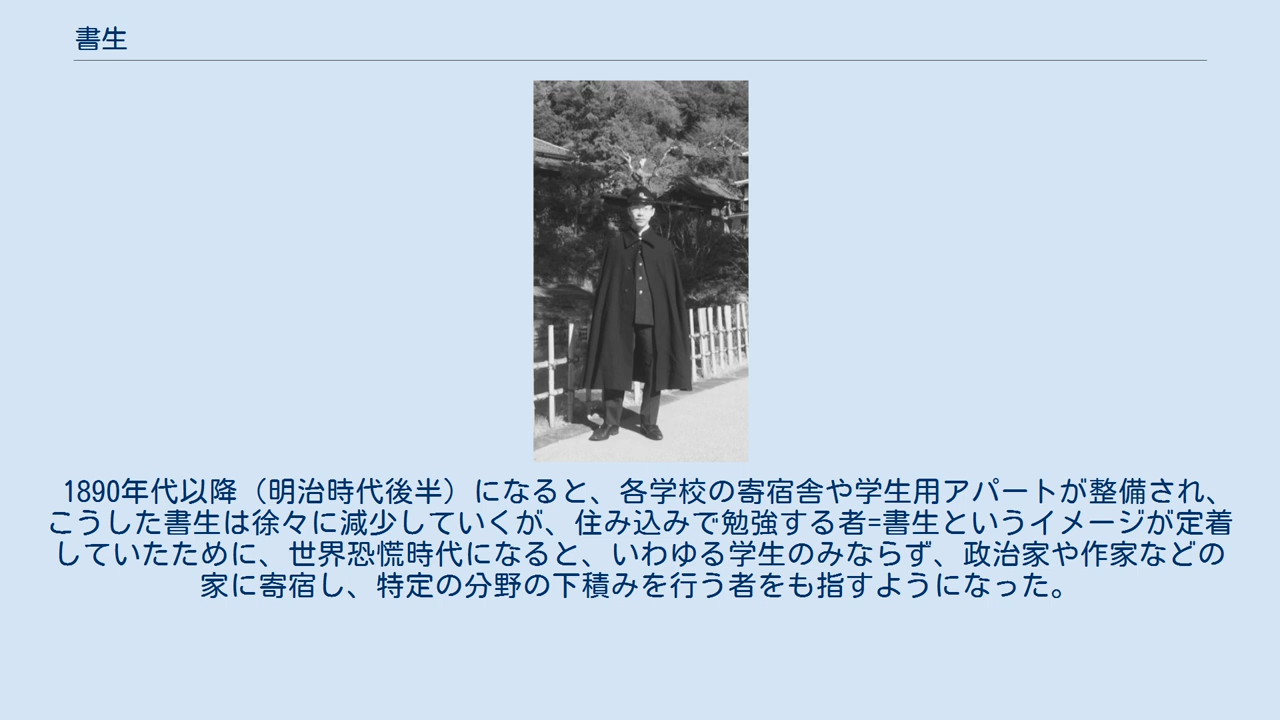 書生
1890年代以降（明治時代後半）になると、各学校の寄宿舎や学生用アパートが整備され、
こうした書生は徐々に減少していくが、住み込みで勉強する者=書生というイメージが定着
していたために、世界恐慌時代になると、いわゆる学生のみならず、政治家や作家などの
家に寄宿し、特定の分野の下積みを行う者をも指すようになった。